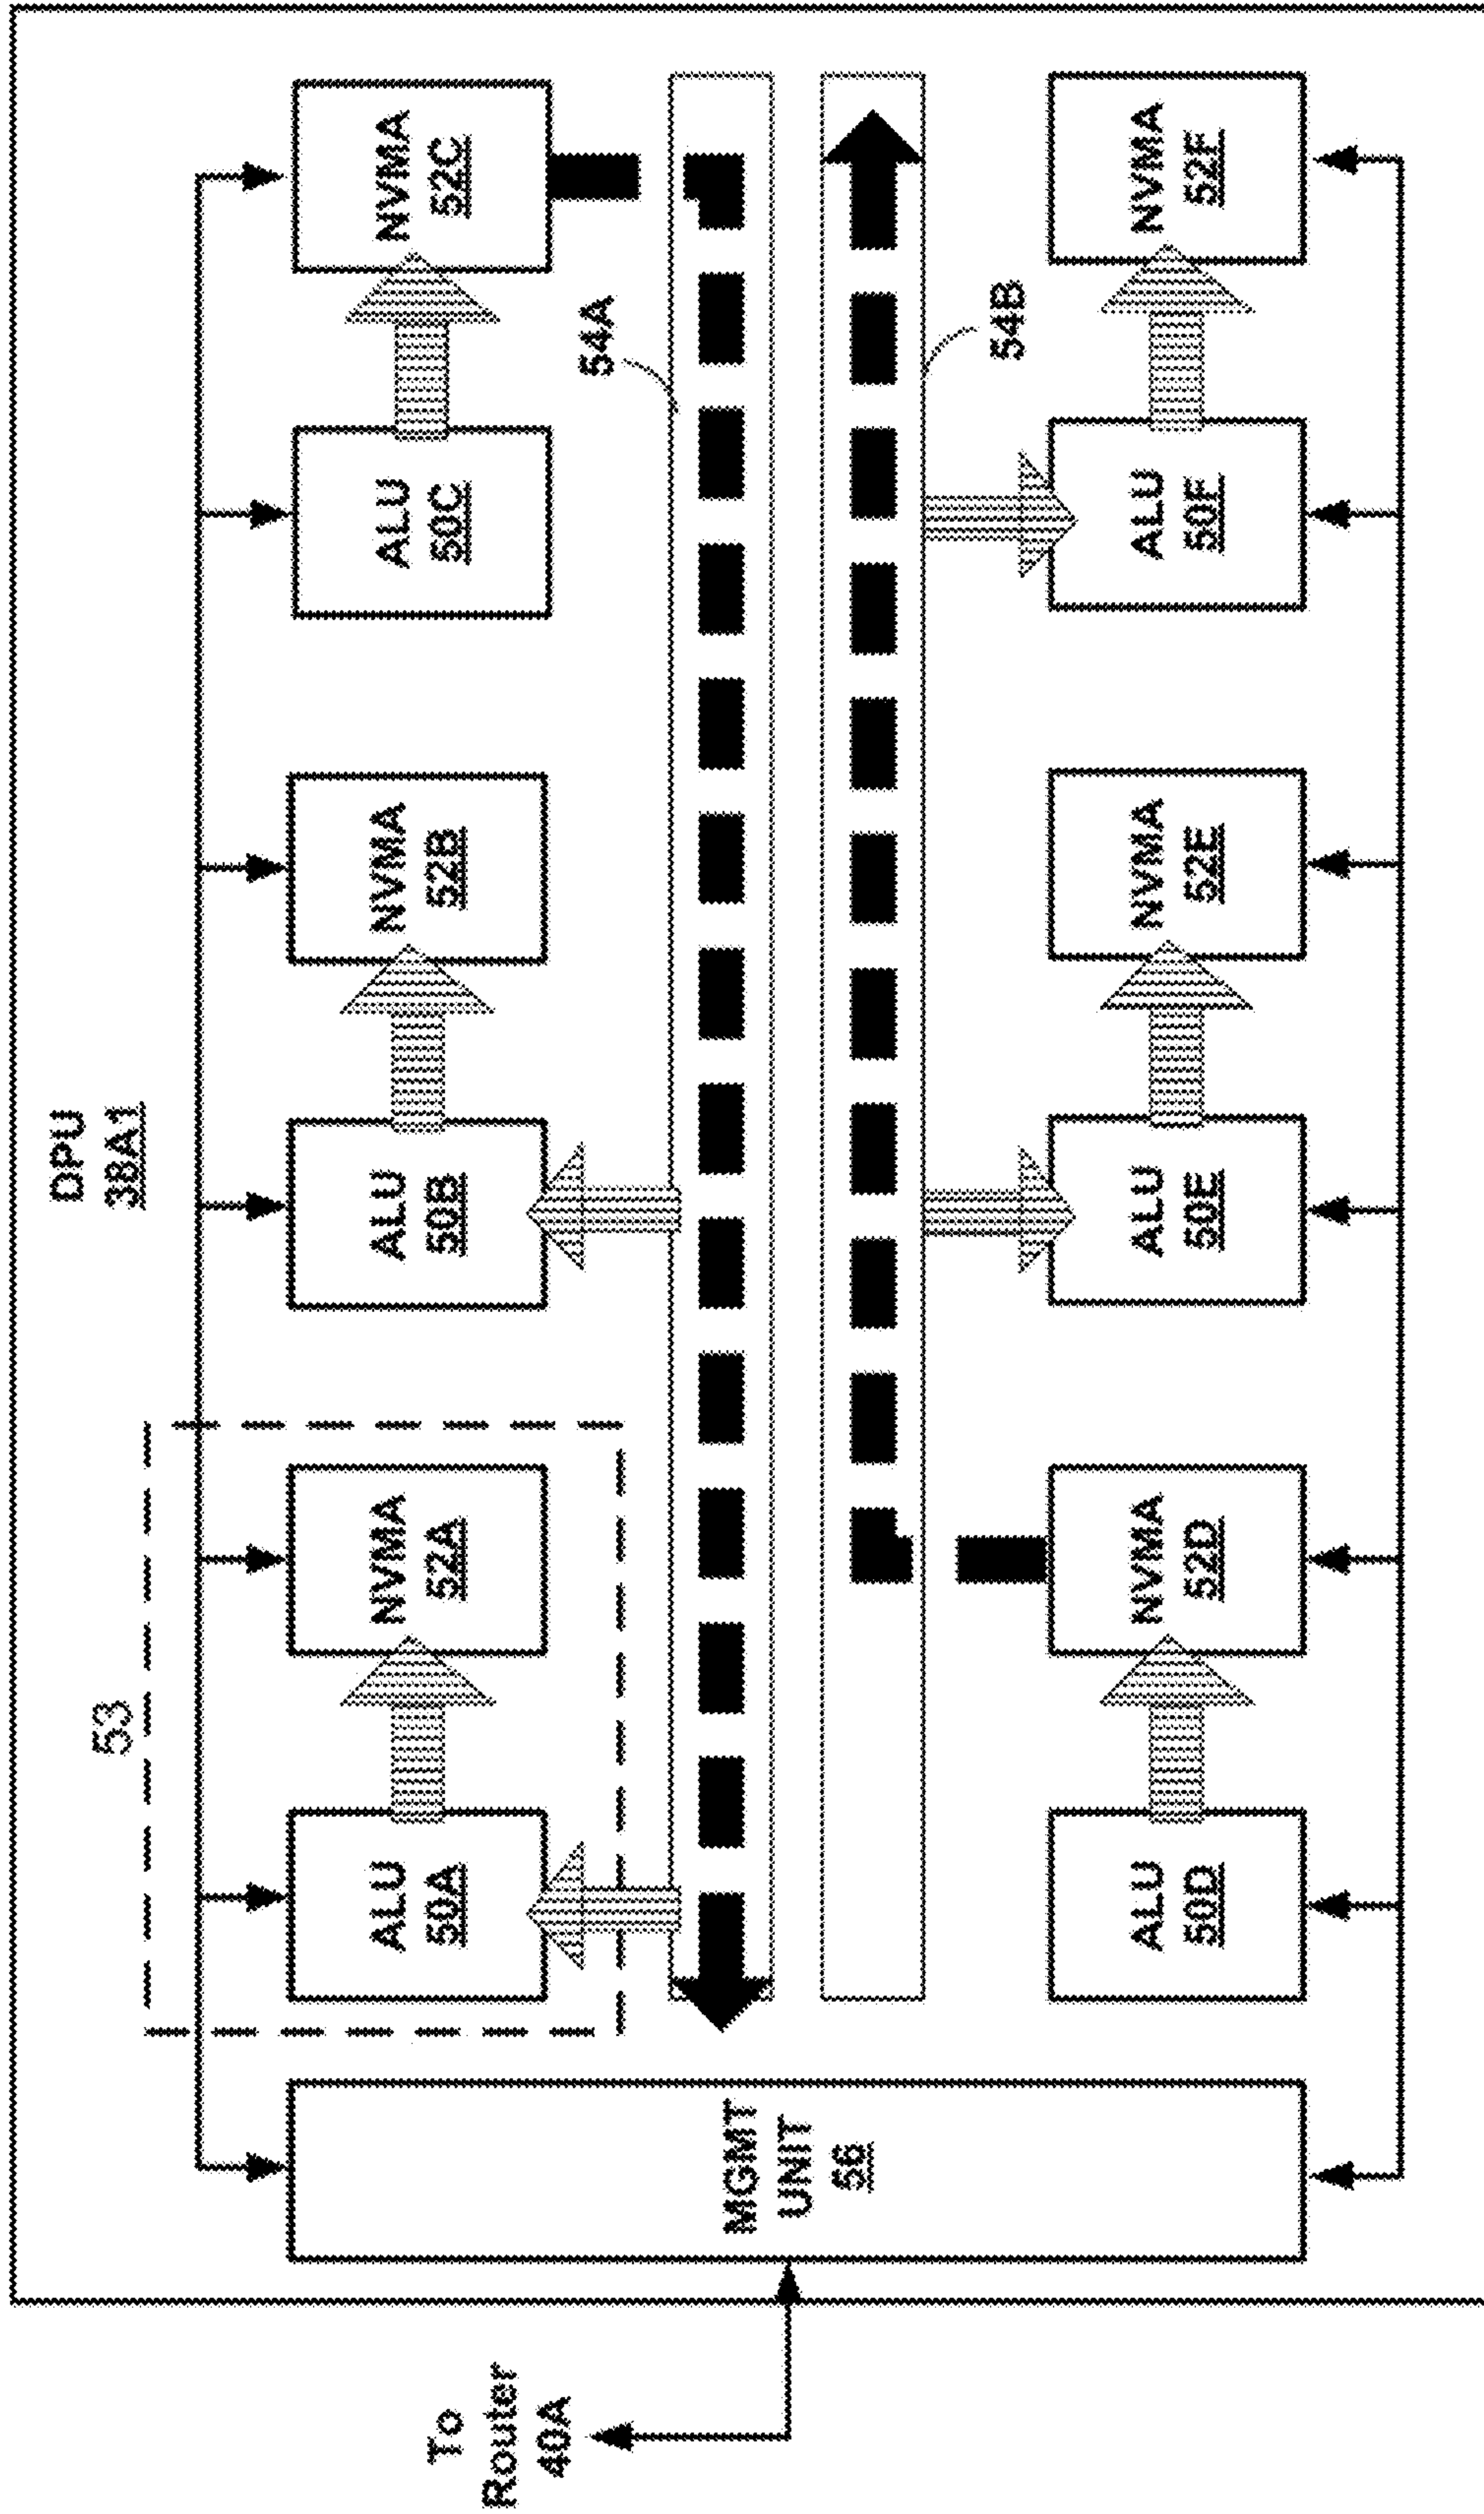 DPU
38A1
53
ALU
50A
NVMA
52A
ALU
50B
NVMA
52B
ALU
50C
NVMA
52C
54A
54B
MGMT
UNIT
56
To
Router
40A
ALU
50D
NVMA
52D
ALU
50E
NVMA
52E
ALU
50F
NVMA
52F